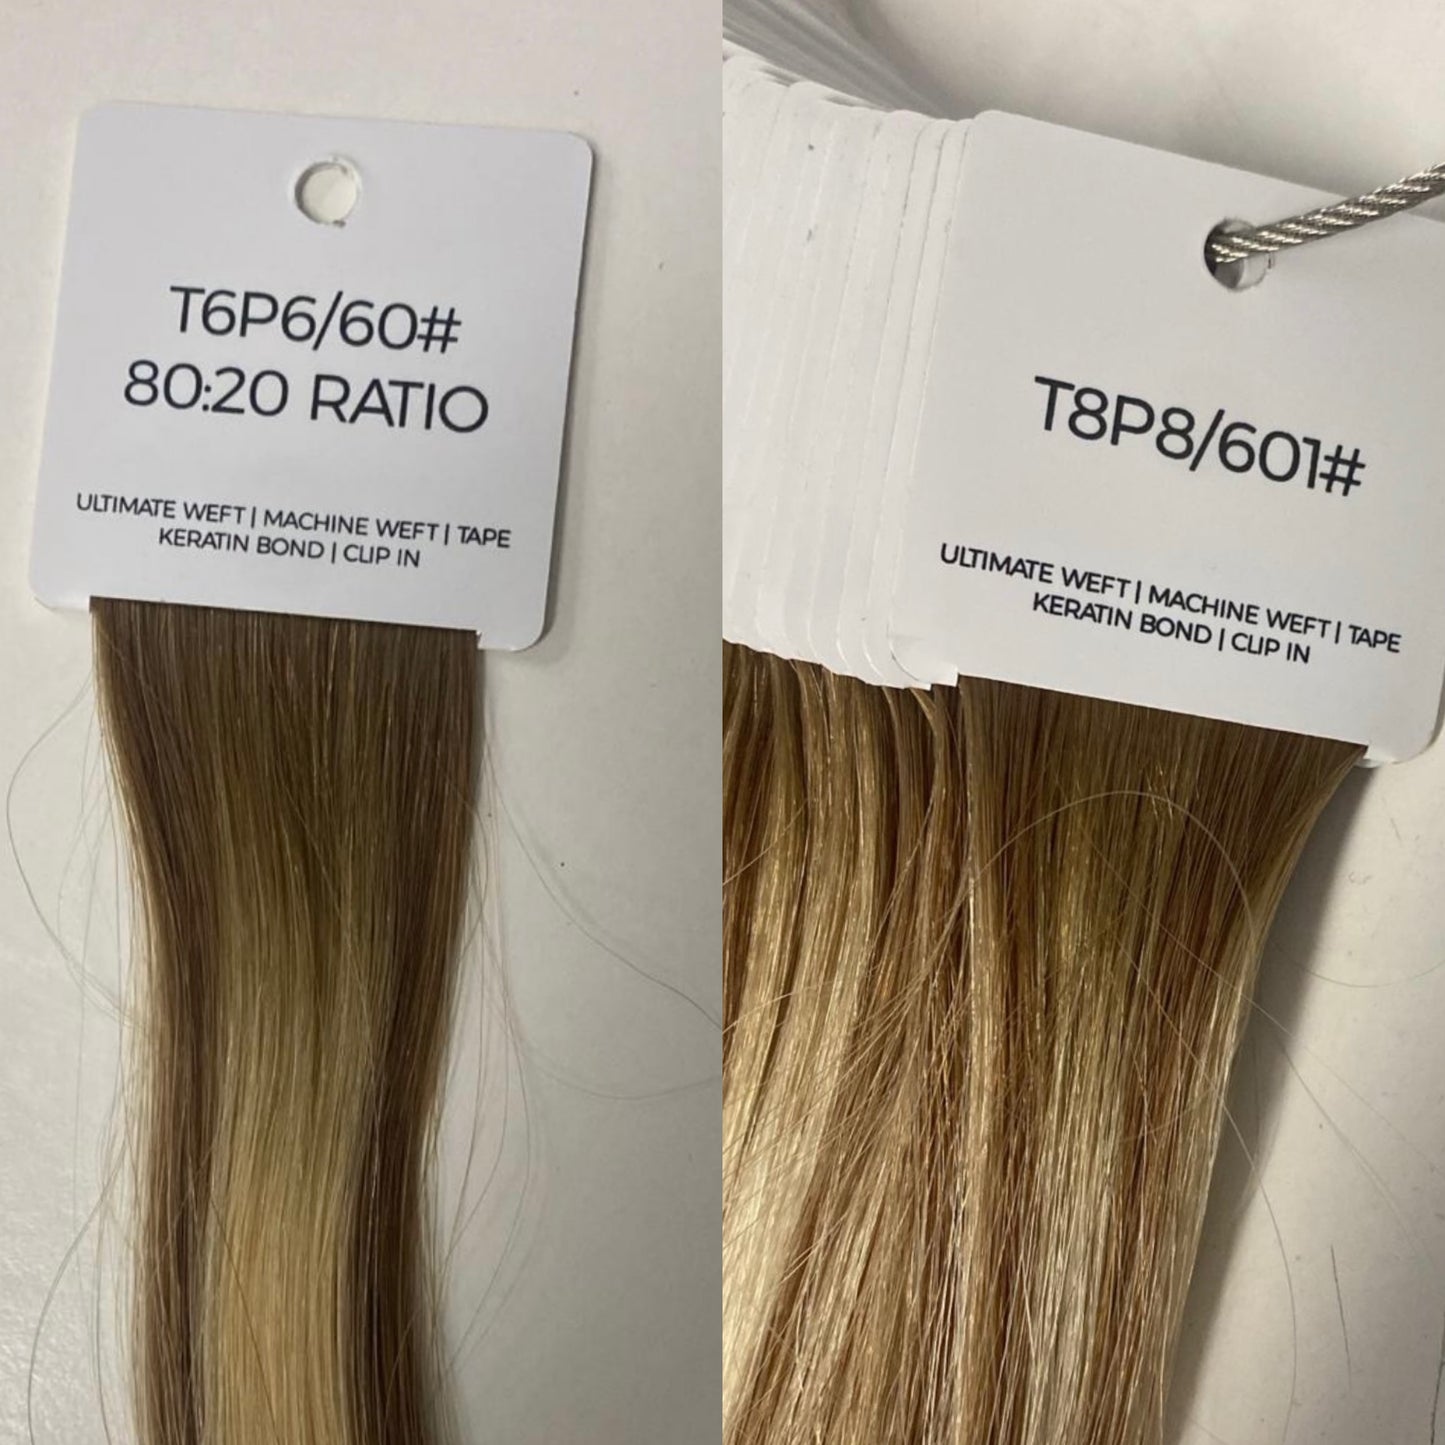 T6P6/60#
80:20 RATIO
ULTIMATE WEFT | MACHINE WEFT | TAPE
KERATIN BOND | CLIP IN
T8P8/601#
ULTIMATE WEFT | MACHINE WEFT | TAPE
KERATIN BOND | CLIP IN